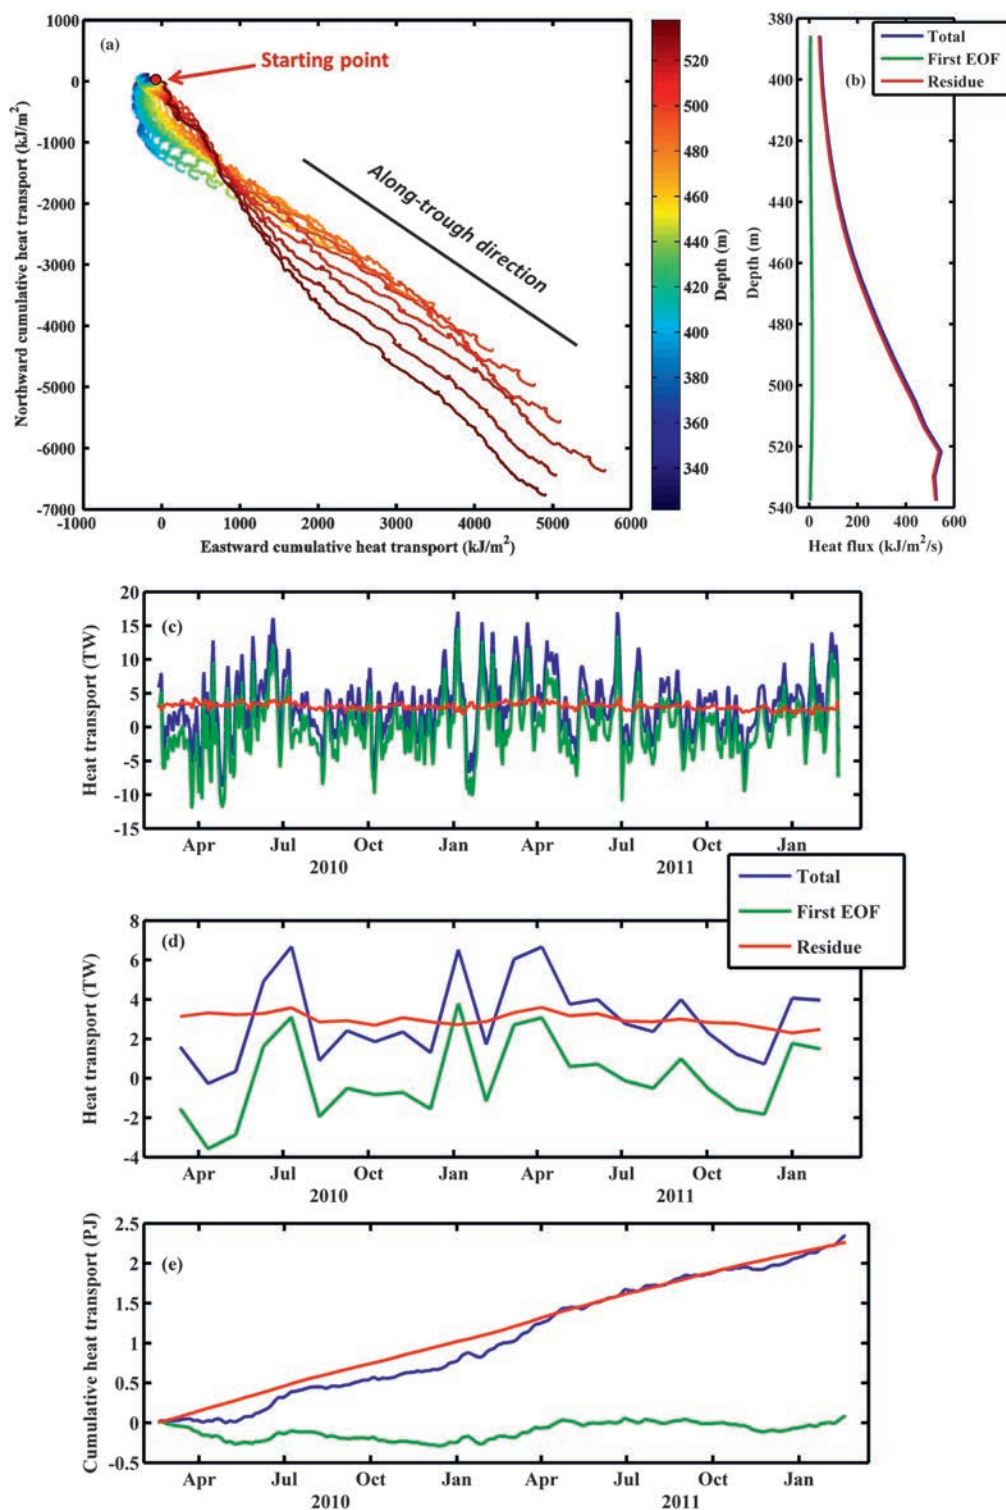 (a)
Starting point
Along-trough direction
1000
0
-1000
-2000
-3000
-4000
-5000
-6000
-7000
Northward cumulative heat transport (kJ/m²)
-1000 0 1000 2000 3000 4000 5000 6000
Eastward cumulative heat transport (kJ/m²)
520
500
480
460
440
420
400
380
360
340
Depth (m)
(b)
Total
First EOF
Residue
380
400
420
440
460
480
500
520
540
Depth (m)
0 200 400 600
Heat flux (kJ/m²/s)
(c)
20
15
10
5
0
-5
-10
-15
Heat transport (TW)
Apr Jul Oct Jan Apr Jul Oct Jan
2010 2011
Total
First EOF
Residue
(d)
8
6
4
2
0
-2
-4
Heat transport (TW)
Apr Jul Oct Jan Apr Jul Oct Jan
2010 2011
(e)
2.5
2
1.5
1
0.5
0
-0.5
Cumulative heat transport (PJ)
Apr Jul Oct Jan Apr Jul Oct Jan
2010 2011